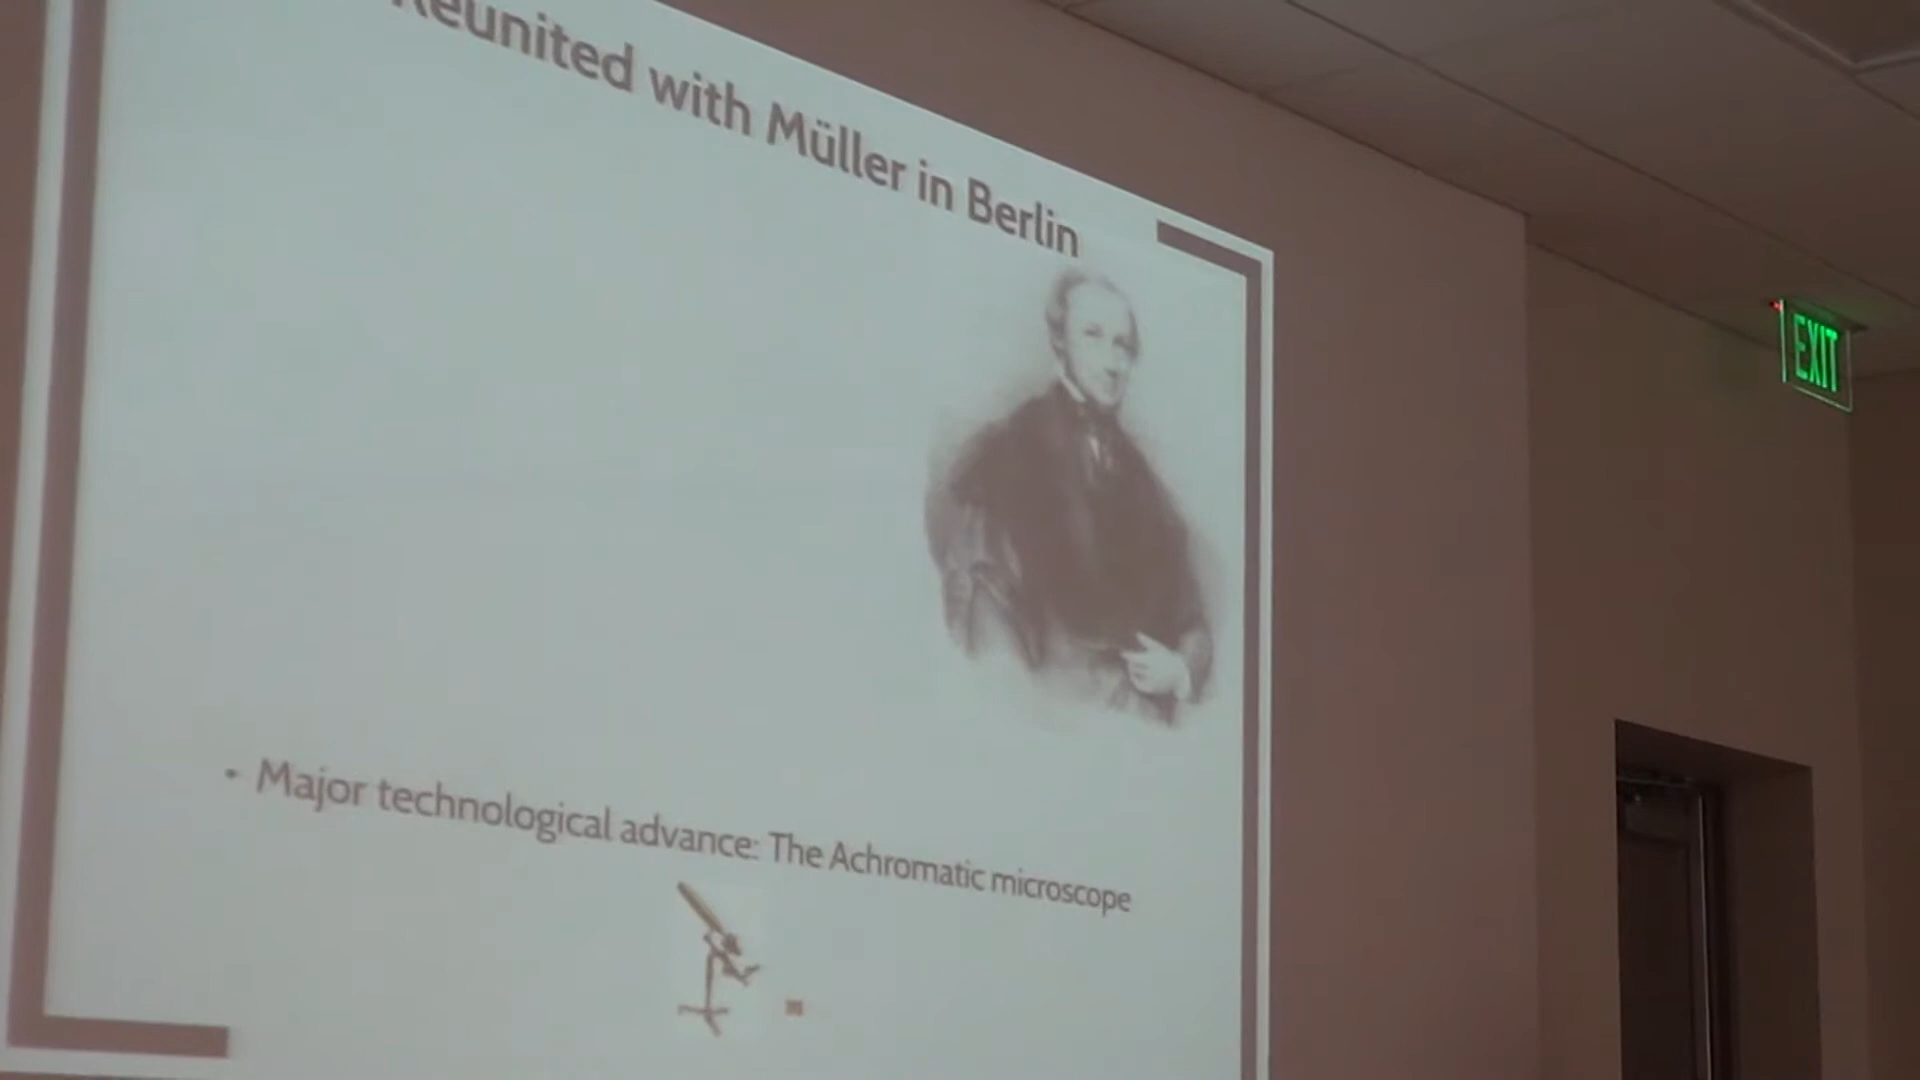 Reunited with Müller in Berlin
EXIT
• Major technological advance: The Achromatic microscope